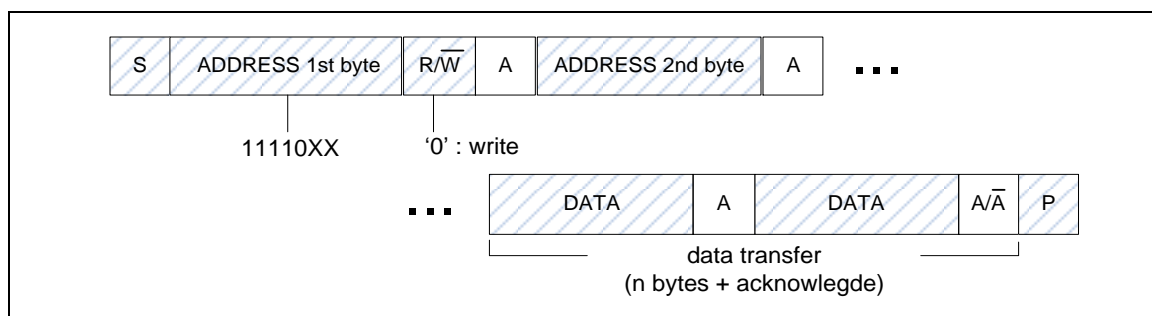 S ADDRESS 1st byte R/W̅ A ADDRESS 2nd byte A ...
11110XX '0' : write
... DATA A DATA A/A̅ P
data transfer
(n bytes + acknowlegde)